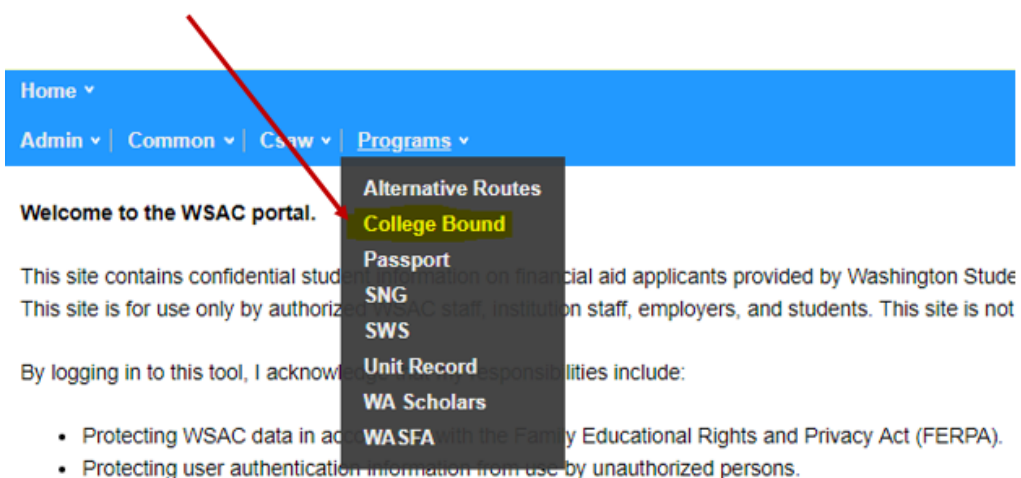 Home
Admin Common Csaw Programs
Alternative Routes
College Bound
Passport
SNG
SWS
Unit Record
WA Scholars
WASFA
Welcome to the WSAC portal.
This site contains confidential student information on financial aid applicants provided by Washington Stude
This site is for use only by authorized WSAC staff, institution staff, employers, and students. This site is not
By logging in to this tool, I acknowledge that my responsibilities include:
• Protecting WSAC data in accordance with the Family Educational Rights and Privacy Act (FERPA).
• Protecting user authentication information from use by unauthorized persons.